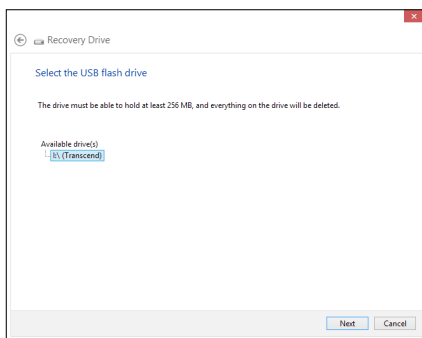 Recovery Drive
Select the USB flash drive
The drive must be able to hold at least 256 MB, and everything on the drive will be deleted.
Available drive(s)
I:\ (Transcend)
Next Cancel